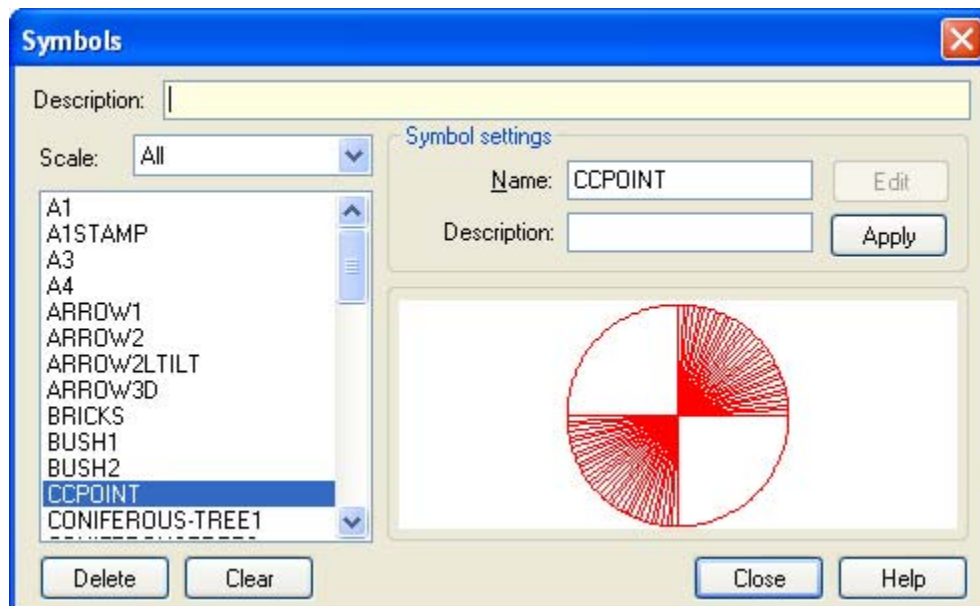 Symbols
Description:
Scale: All
A1
A1STAMP
A3
A4
ARROW1
ARROW2
ARROW2LTILT
ARROW3D
BRICKS
BUSH1
BUSH2
CCPOINT
CONIFEROUS-TREE1
Symbol settings
Name: CCPOINT Edit
Description: Apply
Delete Clear Close Help